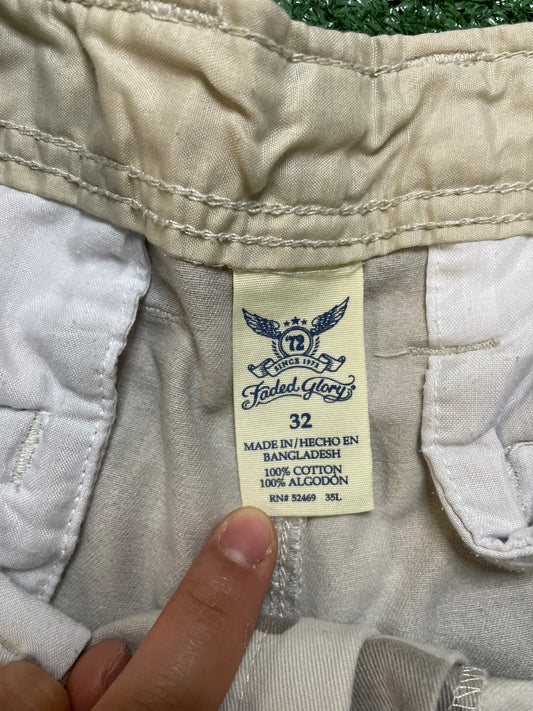 '72
SINCE 1972
Faded Glory
32
MADE IN/HECHO EN
BANGLADESH
100% COTTON
100% ALGODÓN
RN# 52469 35L